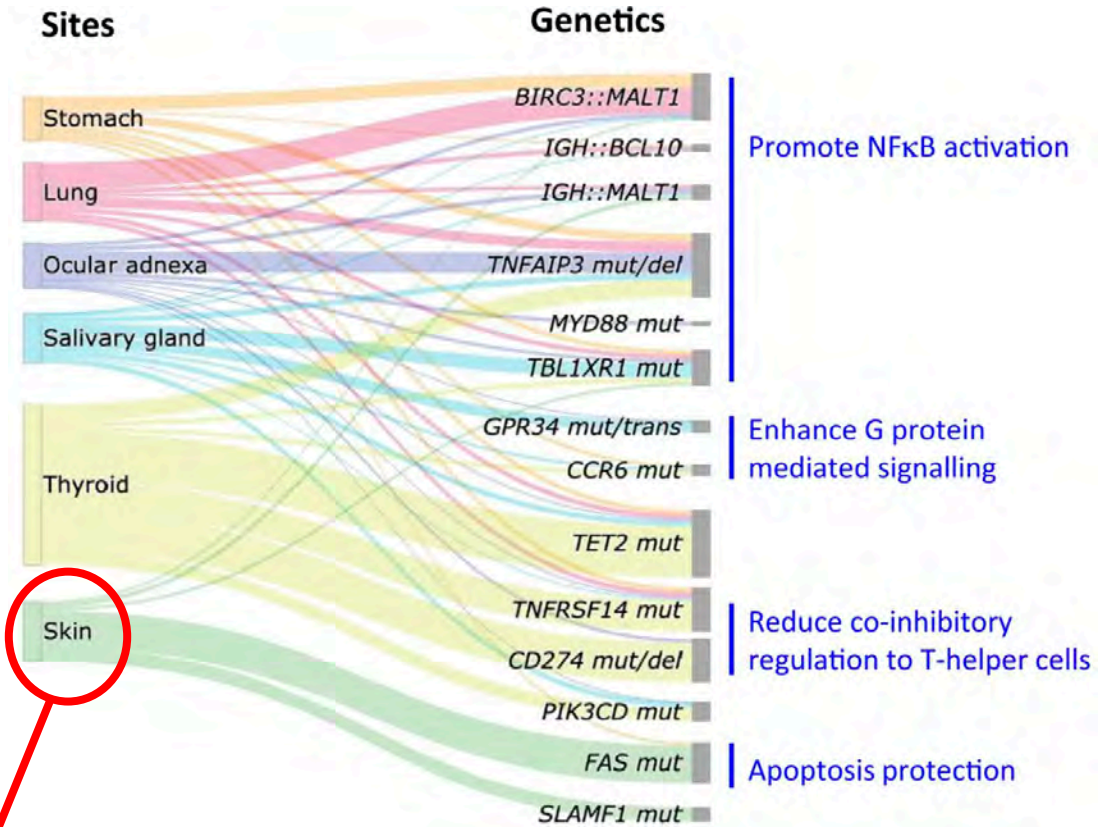 Sites
Genetics
Stomach
Lung
Ocular adnexa
Salivary gland
Thyroid
Skin
BIRC3::MALT1
IGH::BCL10
IGH::MALT1
TNFAIP3 mut/del
MYD88 mut
TBL1XR1 mut
GPR34 mut/trans
CCR6 mut
TET2 mut
TNFRSF14 mut
CD274 mut/del
PIK3CD mut
FAS mut
SLAMF1 mut
Promote NFκB activation
Enhance G protein
mediated signalling
Reduce co-inhibitory
regulation to T-helper cells
Apoptosis protection